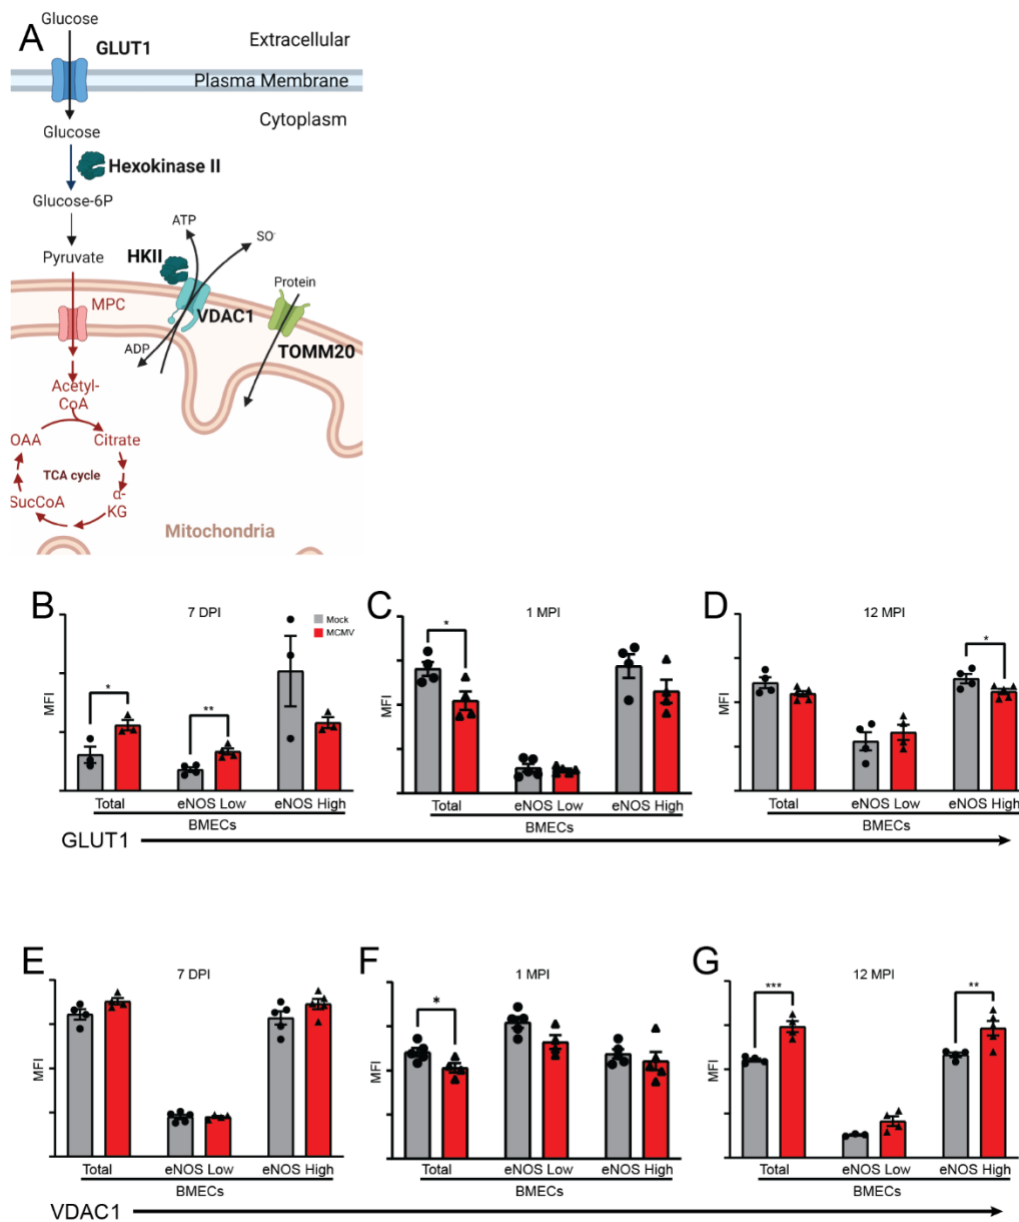 A
Glucose
GLUT1
Extracellular
Plasma Membrane
Cytoplasm
Glucose
Hexokinase II
Glucose-6P
ATP
SO⁻
Pyruvate
HKII
Protein
MPC
VDAC1
ADP
TOMM20
Acetyl-
CoA
OAA
Citrate
TCA cycle
SucCoA
α-
KG
Mitochondria
B
7 DPI
Mock
MCMV
MFI
*
**
Total
eNOS Low
eNOS High
BMECs
C
1 MPI
MFI
*
Total
eNOS Low
eNOS High
BMECs
D
12 MPI
MFI
*
Total
eNOS Low
eNOS High
BMECs
GLUT1
E
7 DPI
MFI
Total
eNOS Low
eNOS High
BMECs
F
1 MPI
MFI
*
Total
eNOS Low
eNOS High
BMECs
G
12 MPI
MFI
***
**
Total
eNOS Low
eNOS High
BMECs
VDAC1